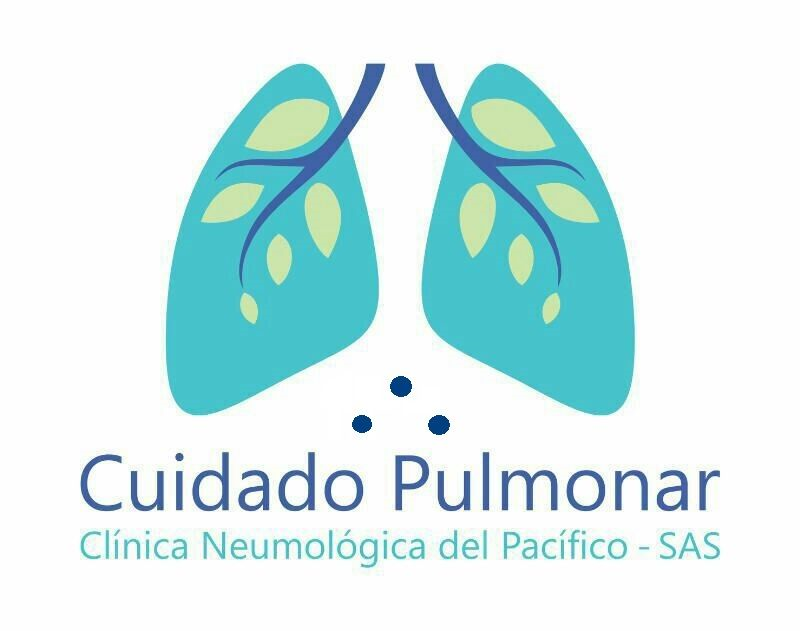 Cuidado Pulmonar
Clínica Neumológica del Pacífico - SAS